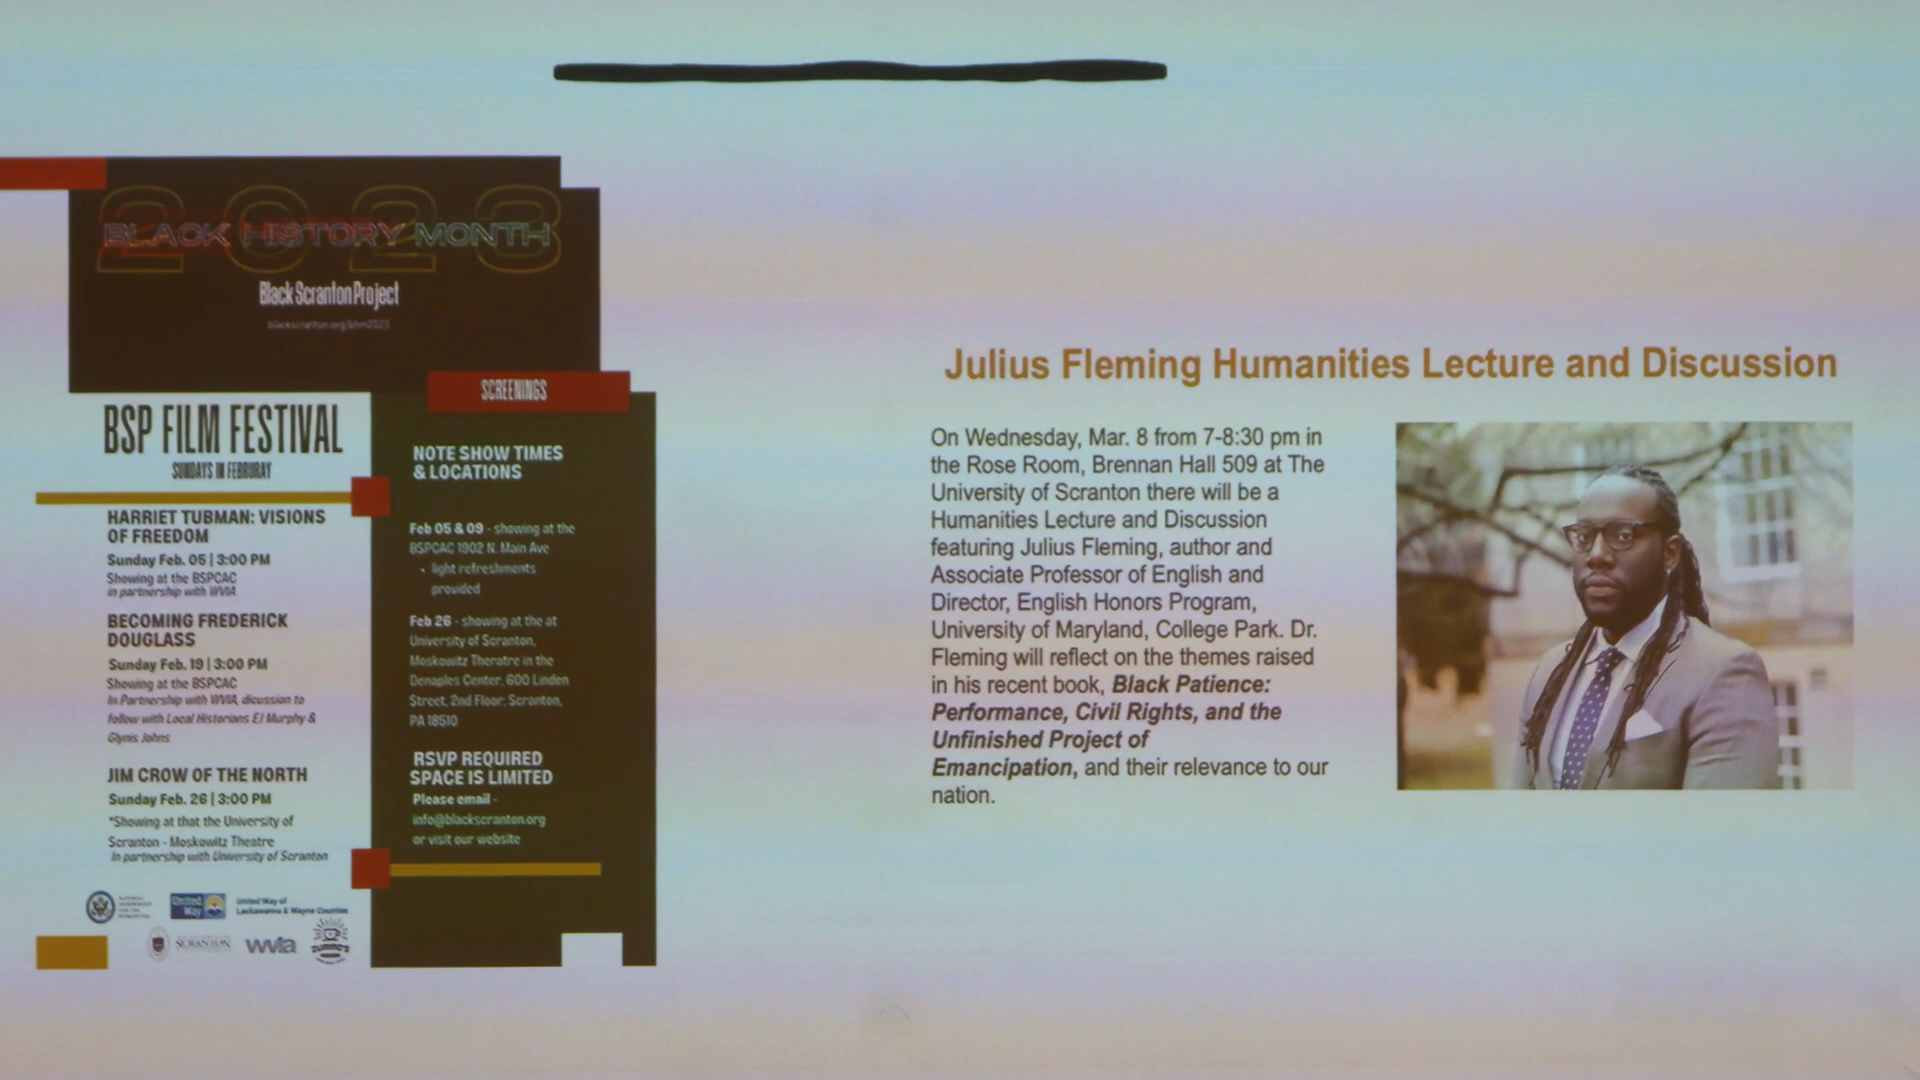 2023
BLACK HISTORY MONTH
Black Scranton Project
blackscranton.org/bhm2023
BSP FILM FESTIVAL
SUNDAYS IN FEBRURAY
HARRIET TUBMAN: VISIONS
OF FREEDOM
Sunday Feb. 05 | 3:00 PM
Showing at the BSPCAC
in partnership with WVIA
BECOMING FREDERICK
DOUGLASS
Sunday Feb. 19 | 3:00 PM
Showing at the BSPCAC
In Partnership with WVIA, dicussion to
follow with Local Historians EJ Murphy &
Glynis Johns
JIM CROW OF THE NORTH
Sunday Feb. 26 | 3:00 PM
*Showing at that the University of
Scranton - Moskowitz Theatre
In partnership with University of Scranton
United
Way
United Way of
Lackawanna & Wayne Counties
SCRANTON
wvia
SCREENINGS
NOTE SHOW TIMES
& LOCATIONS
Feb 05 & 09 - showing at the
BSPCAC 1902 N. Main Ave
• light refreshments
provided
Feb 26 - showing at the at
University of Scranton,
Moskowitz Theratre in the
Denaples Center, 600 Linden
Street, 2nd Floor; Scranton,
PA 18510
RSVP REQUIRED
SPACE IS LIMITED
Please email -
info@blackscranton.org
or visit our website
Julius Fleming Humanities Lecture and Discussion
On Wednesday, Mar. 8 from 7-8:30 pm in
the Rose Room, Brennan Hall 509 at The
University of Scranton there will be a
Humanities Lecture and Discussion
featuring Julius Fleming, author and
Associate Professor of English and
Director, English Honors Program,
University of Maryland, College Park. Dr.
Fleming will reflect on the themes raised
in his recent book, Black Patience:
Performance, Civil Rights, and the
Unfinished Project of
Emancipation, and their relevance to our
nation.